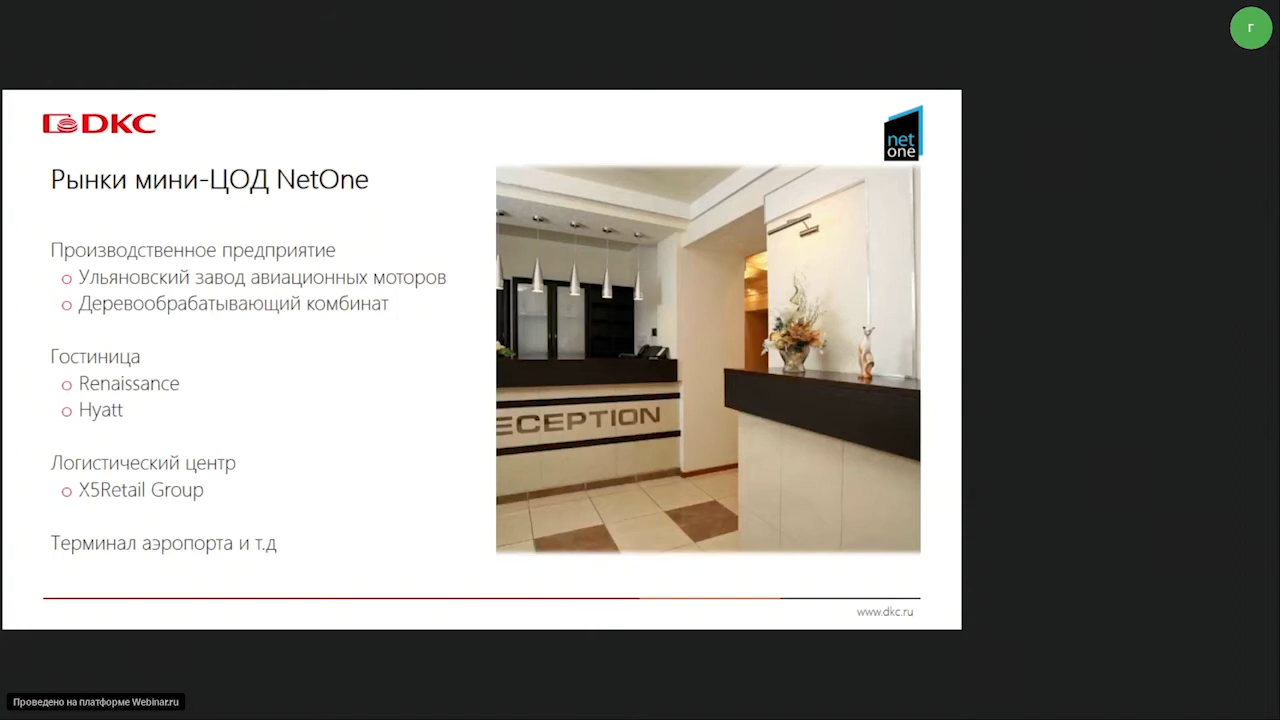 г
DKC
net
one
Рынки мини-ЦОД NetOne
Производственное предприятие
Ульяновский завод авиационных моторов
Деревообрабатывающий комбинат
Гостиница
Renaissance
Hyatt
Логистический центр
X5Retail Group
Терминал аэропорта и т.д
ECEPTION
www.dkc.ru
Проведено на платформе Webinar.ru